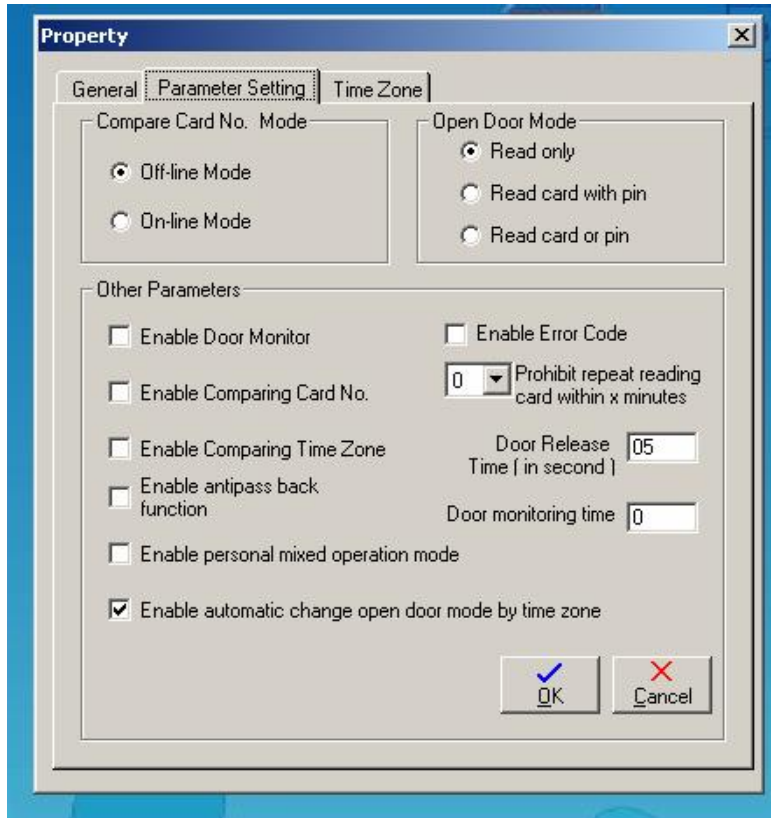 Property
General
Parameter Setting
Time Zone
Compare Card No. Mode
Off-line Mode
On-line Mode
Open Door Mode
Read only
Read card with pin
Read card or pin
Other Parameters
Enable Door Monitor
Enable Comparing Card No.
Enable Comparing Time Zone
Enable antipass back
function
Enable personal mixed operation mode
Enable automatic change open door mode by time zone
Enable Error Code
0
Prohibit repeat reading
card within x minutes
Door Release
Time ( in second )
05
Door monitoring time
0
OK
Cancel